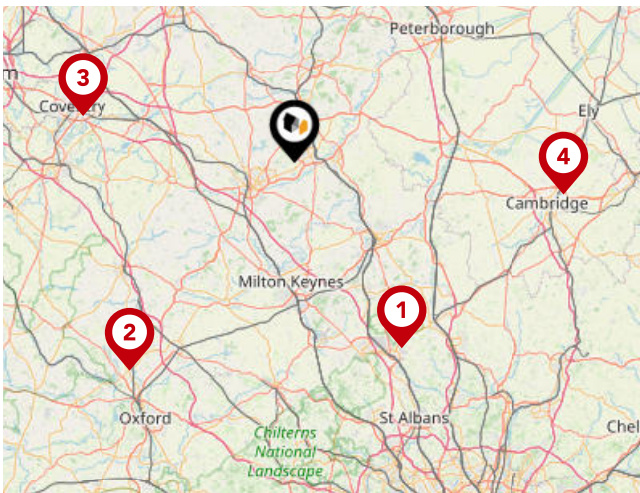 Peterborough
m
3
Coventry
Ely
4
Cambridge
Milton Keynes
1
2
Oxford
St Albans
Chilterns
National
Landscape
Chel